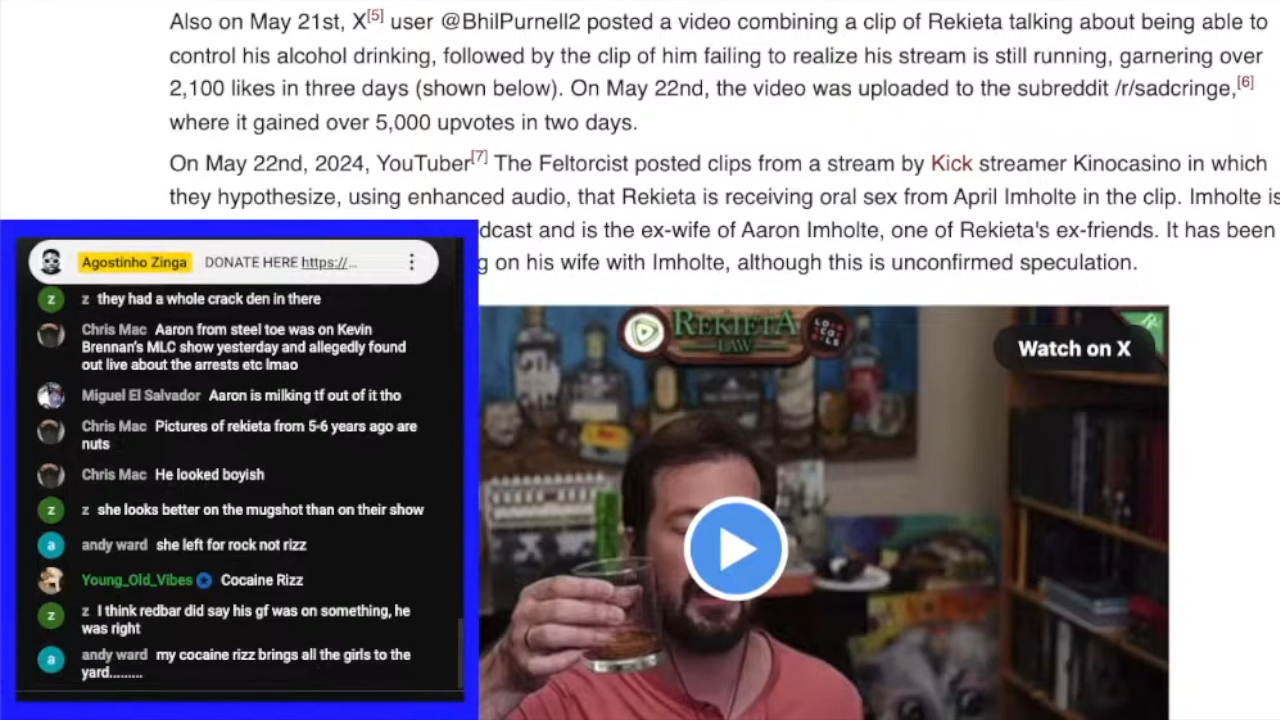 Also on May 21st, X[5] user @BhilPurnell2 posted a video combining a clip of Rekieta talking about being able to
control his alcohol drinking, followed by the clip of him failing to realize his stream is still running, garnering over
2,100 likes in three days (shown below). On May 22nd, the video was uploaded to the subreddit /r/sadcringe,[6]
where it gained over 5,000 upvotes in two days.
On May 22nd, 2024, YouTuber[7] The Feltorcist posted clips from a stream by Kick streamer Kinocasino in which
they hypothesize, using enhanced audio, that Rekieta is receiving oral sex from April Imholte in the clip. Imholte is
dcast and is the ex-wife of Aaron Imholte, one of Rekieta's ex-friends. It has been
g on his wife with Imholte, although this is unconfirmed speculation.
Agostinho Zinga DONATE HERE https://...
z z they had a whole crack den in there
Chris Mac Aaron from steel toe was on Kevin
Brennan's MLC show yesterday and allegedly found
out live about the arrests etc lmao
Miguel El Salvador Aaron is milking tf out of it tho
Chris Mac Pictures of rekieta from 5-6 years ago are
nuts
Chris Mac He looked boyish
z z she looks better on the mugshot than on their show
a andy ward she left for rock not rizz
Young_Old_Vibes Cocaine Rizz
z z I think redbar did say his gf was on something, he
was right
a andy ward my cocaine rizz brings all the girls to the
yard.........
REKIETA
LAW
LO
CA
LS
Watch on X